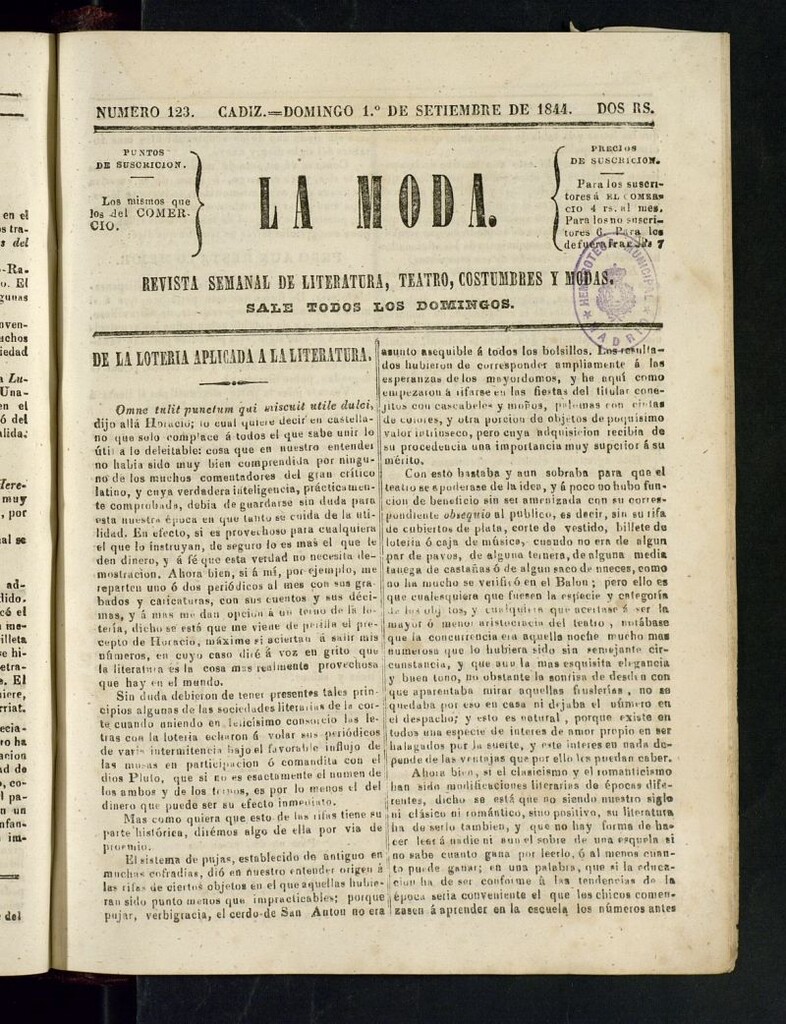 NUMERO 123. CADIZ.=DOMINGO 1.º DE SETIEMBRE DE 1844. DOS RS.
PUNTOS
DE SUSCRICION.
Los mismos que
los del COMER-
CIO.
LA MODA.
PRECIOS
DE SUSCRICION.
Para los suscri-
tores á EL COMER-
CIO 4 rs. al mes.
Para los no suscri-
tores 6. Para los
de fuera 7
REVISTA SEMANAL DE LITERATURA, TEATRO, COSTUMBRES Y MODAS.
SALE TODOS LOS DOMINGOS.
HEMEROTECA MUNICIPAL
MADRID
DE LA LOTERIA APLICADA A LA LITERATURA.
Omne tulit punctum qui miscuit utile dulci,
dijo allá Horacio; lo cual quiere decir en castella-
no que solo complace á todos el que sabe unir lo
útil a lo deleitable: cosa que en nuestro entender
no habia sido muy bien comprendida por ningu-
no de los muchos comentadores del gran crítico
latino, y cuya verdadera inteligencia, prácticamen-
te comprobada, debia de guardarse sin duda para
esta nuestra época en que tanto se cuida de la uti-
lidad. En efecto, si es provechoso para cualquiera
el que lo instruyan, de seguro lo es mas el que le
den dinero, y á fé que esta verdad no necesita de-
mostracion. Ahora bien, si á mí, por ejemplo, me
reparten uno ó dos periódicos al mes con sus gra-
bados y caricaturas, con sus cuentos y sus déci-
mas, y á mas me dan opcion á un terno de la lo-
tería, dicho se está que me viene de perilla el pre-
cepto de Horacio, máxime si aciertan á salir mis
números, en cuyo caso diré á voz en grito que
la literatura es la cosa mas realmente provechosa
que hay en el mundo.
Sin duda debieron de tener presentes tales prin-
cipios algunas de las sociedades literarias de la cor-
te cuando uniendo en felicísimo consorcio las le-
tras con la loteria echaron á volar sus periódicos
de varia intermitencia bajo el favorable influjo de
las musas en participacion ó comandita con el
dios Pluto, que si no es esactamente el numen de
los ambos y de los ternos, es por lo menos el del
dinero que puede ser su efecto inmediato.
Mas como quiera que esto de las rifas tiene su
parte histórica, dirémos algo de ella por via de
proemio.
El sistema de pujas, establecido de antiguo en
muchas cofradias, dió en nuestro entender origen á
las rifas de ciertos objetos en el que aquellas hubie-
ran sido punto menos que impracticables; porque
pujar, verbigracia, el cerdo de San Anton no era
asunto asequible á todos los bolsillos. Los resulta-
dos hubieron de corresponder ampliamente á las
esperanzas de los mayordomos, y he aquí como
empezaron á rifarse en las fiestas del titular cone-
jitos con cascabeles y moños, palomas con cintas
de colores, y otra porcion de objetos de poquísimo
valor intrínseco, pero cuya adquisicion recibia de
su procedencia una importancia muy superior á su
mérito.
Con esto bastaba y aun sobraba para que el
teatro se apoderase de la idea, y á poco no hubo fun-
cion de beneficio sin ser amenizada con su corres-
pondiente obsequio al público, es decir, sin su rifa
de cubiertos de plata, corte de vestido, billete de
lotería ó caja de música, cuando no era de algun
par de pavos, de alguna ternera, de alguna media
fanega de castañas ó de algun saco de nueces, como
no ha mucho se verificó en el Balon; pero ello es
que cualesquiera que fuesen la especie y categoría
de los objetos, y cualquiera que acertase á ser la
mayor ó menor aristocracia del teatro, notábase
que la concurrencia era aquella noche mucho mas
numerosa que lo hubiera sido sin semejante cir-
cunstancia, y que aun la mas esquisita elegancia
y buen tono, no obstante la sonrisa de desden con
que aparentaba mirar aquellas fruslerias, no se
quedaba por eso en casa ni dejaba el número en
el despacho; y esto es natural, porque existe en
todos una especie de interes de amor propio en ser
halagados por la suerte, y este interes en nada de-
pende de las ventajas que por ello les puedan caber.
Ahora bien, si el clasicismo y el romanticismo
han sido modificaciones literarias de épocas dife-
rentes, dicho se está que no siendo nuestro siglo
ni clásico ni romántico, sino positivo, su literatura
ha de serlo tambien, y que no hay forma de ha-
cer leer á nadie ni aun el sobre de una esquela si
no sabe cuanto gana por leerlo, ó al menos cuan-
to puede ganar; en una palabra, que si la educa-
cion ha de ser conforme á las tendencias de la
época seria conveniente el que los chicos comen-
zasen á aprender en la escuela los números antes